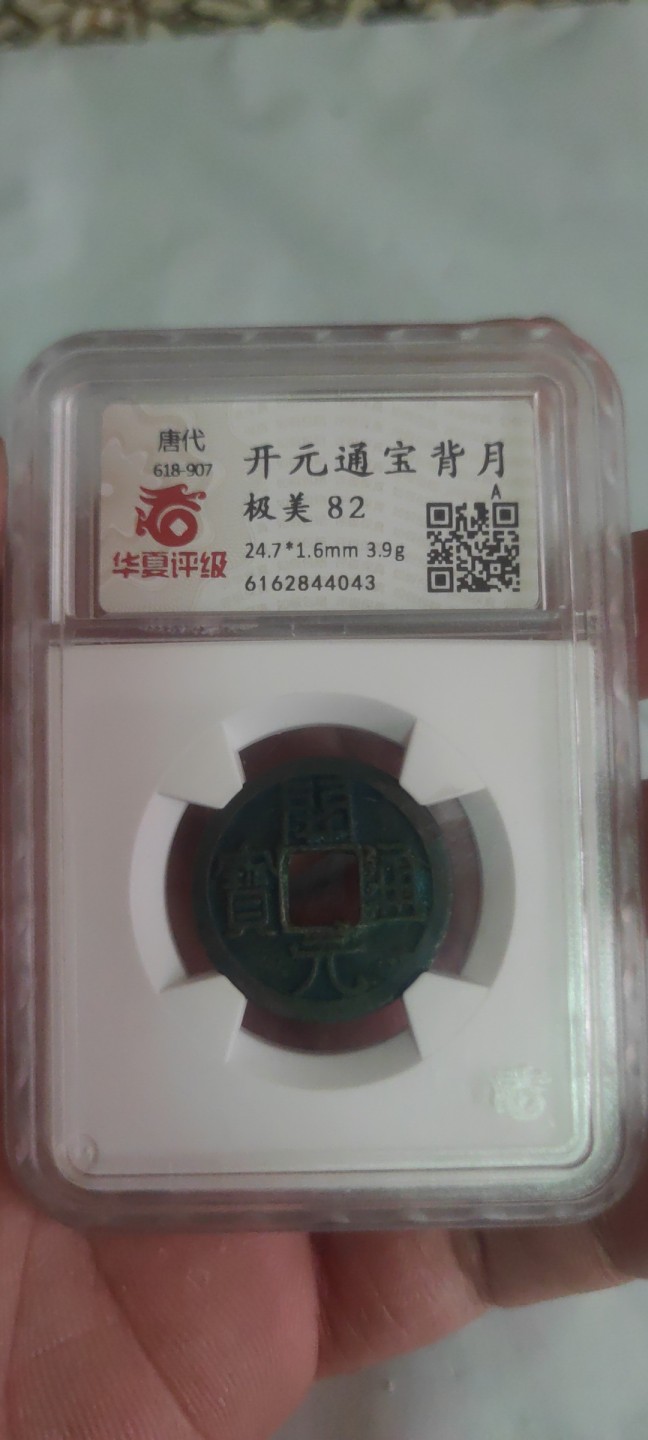 唐代
618-907
华夏评级
开元通宝背月
极美 82
A
24.7*1.6mm 3.9g
6162844043
開
通
元
寶